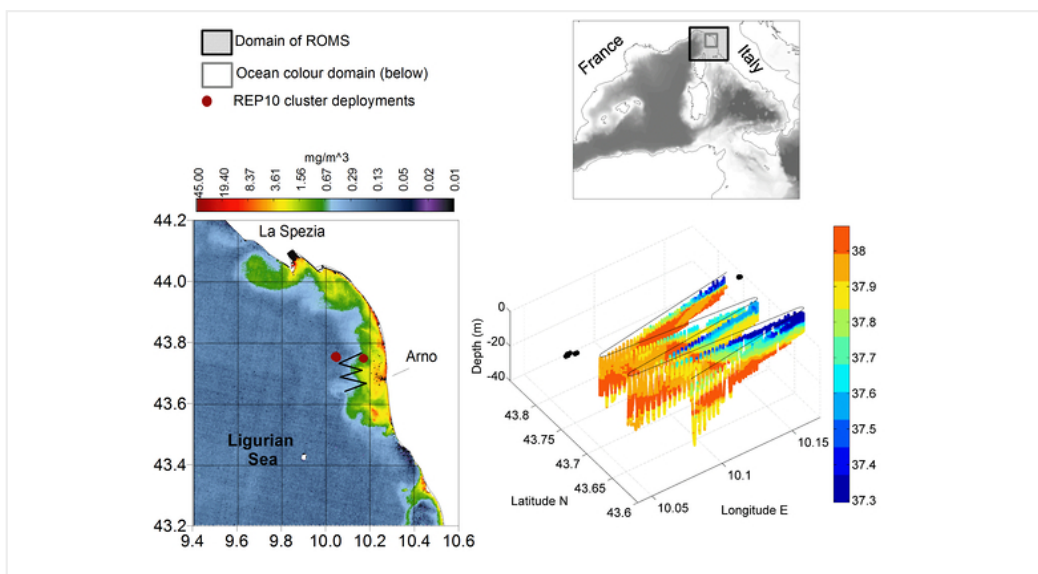 Domain of ROMS
Ocean colour domain (below)
REP10 cluster deployments
France
Italy
mg/m^3
45.00 19.40 8.37 3.61 1.56 0.67 0.29 0.13 0.05 0.02 0.01
44.2
44.0
43.8
43.6
43.4
43.2
9.4 9.6 9.8 10.0 10.2 10.4 10.6
La Spezia
Arno
Ligurian
Sea
0
-20
-40
Depth (m)
43.8
43.75
43.7
43.65
43.6
Latitude N
10.05
10.1
10.15
Longitude E
38
37.9
37.8
37.7
37.6
37.5
37.4
37.3